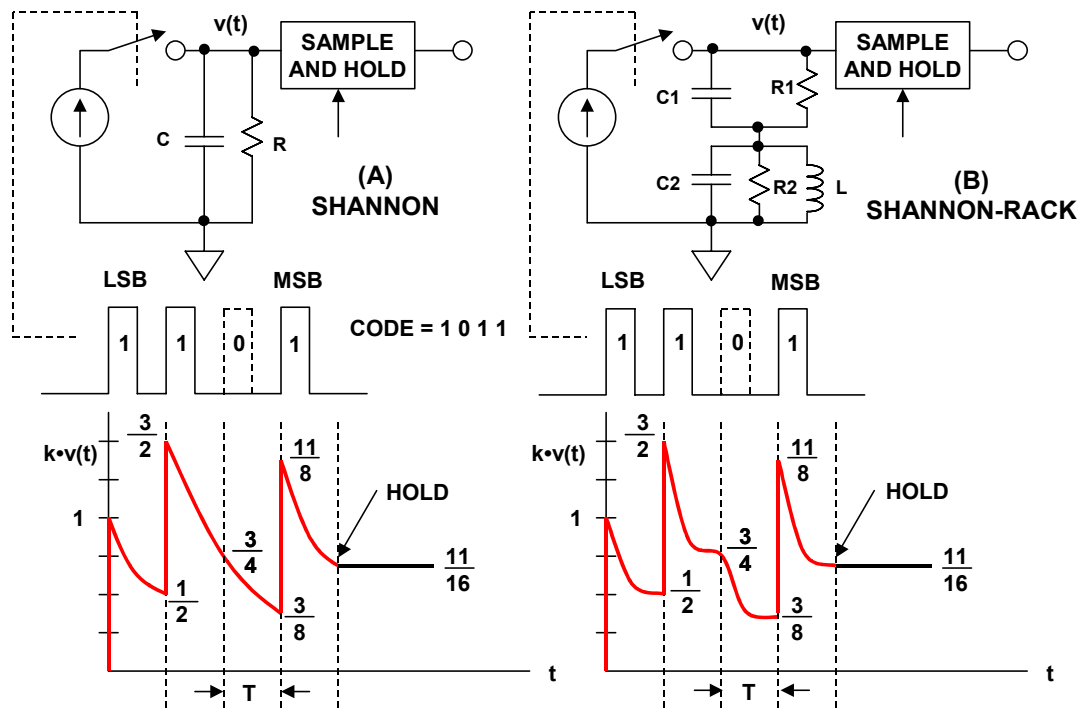 v(t)
SAMPLE
AND HOLD
C
R
(A)
SHANNON
LSB
MSB
1
1
0
1
CODE = 1 0 1 1
k•v(t)
3
2
11
8
HOLD
1
3
4
11
16
1
2
3
8
t
T
v(t)
SAMPLE
AND HOLD
C1
R1
C2
R2
L
(B)
SHANNON-RACK
LSB
MSB
1
1
0
1
k•v(t)
3
2
11
8
HOLD
1
3
4
11
16
1
2
3
8
t
T